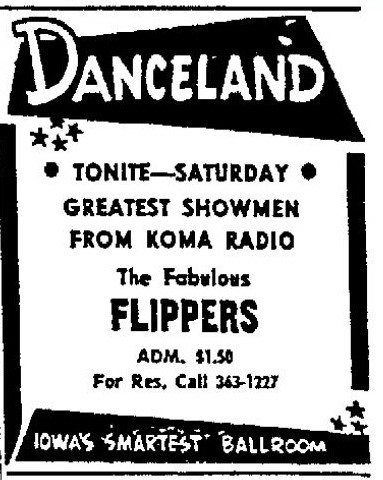 DANCELAND
• TONITE—SATURDAY •
GREATEST SHOWMEN
FROM KOMA RADIO
The Fabulous
FLIPPERS
ADM. $1.50
For Res. Call 363-1227
IOWA'S SMARTEST BALLROOM